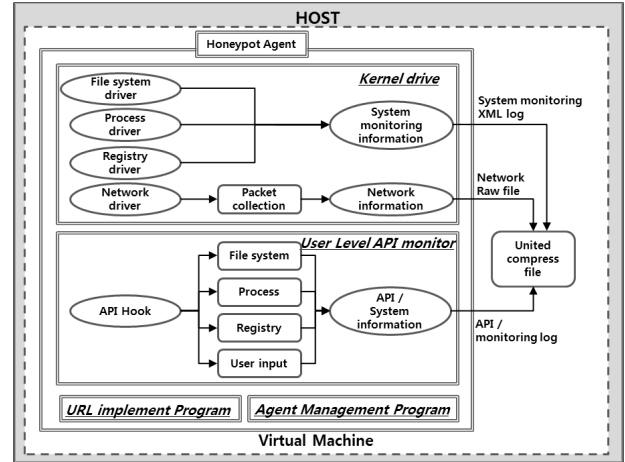 HOST
Honeypot Agent
Kernel drive
File system
driver
Process
driver
Registry
driver
Network
driver
Packet
collection
System
monitoring
information
Network
information
System monitoring
XML log
Network
Raw file
United
compress
file
User Level API monitor
API Hook
File system
Process
Registry
User input
API /
System
information
API /
monitoring log
URL implement Program
Agent Management Program
Virtual Machine